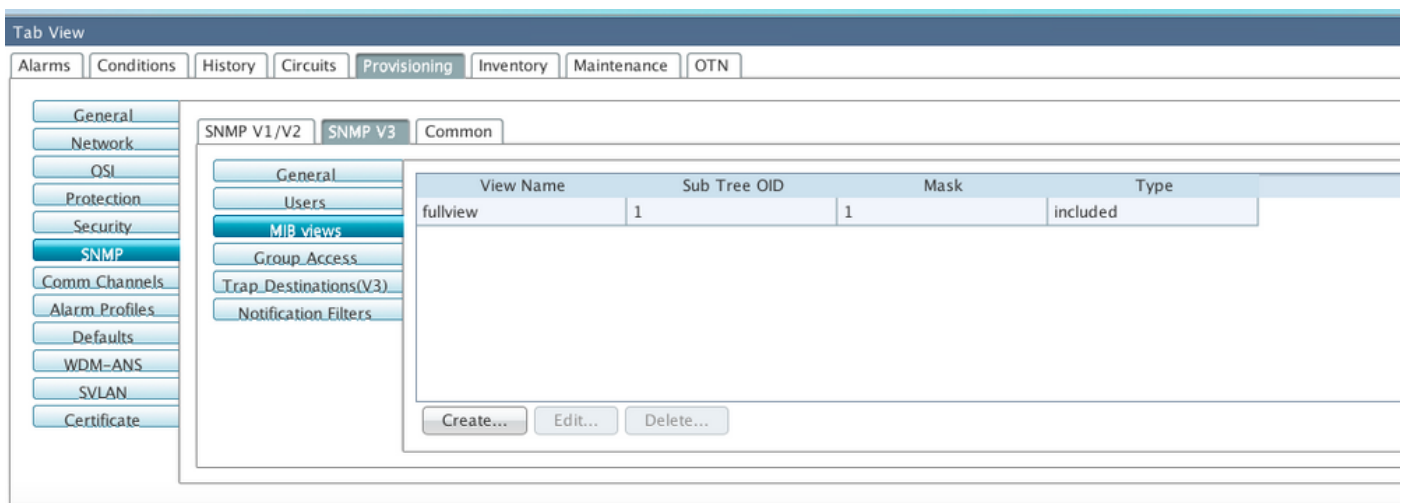 Tab View
Alarms Conditions History Circuits Provisioning Inventory Maintenance OTN
General
Network
OSI
Protection
Security
SNMP
Comm Channels
Alarm Profiles
Defaults
WDM-ANS
SVLAN
Certificate
SNMP V1/V2 SNMP V3 Common
General
Users
MIB views
Group Access
Trap Destinations(V3)
Notification Filters
View Name Sub Tree OID Mask Type
fullview 1 1 included
Create... Edit... Delete...